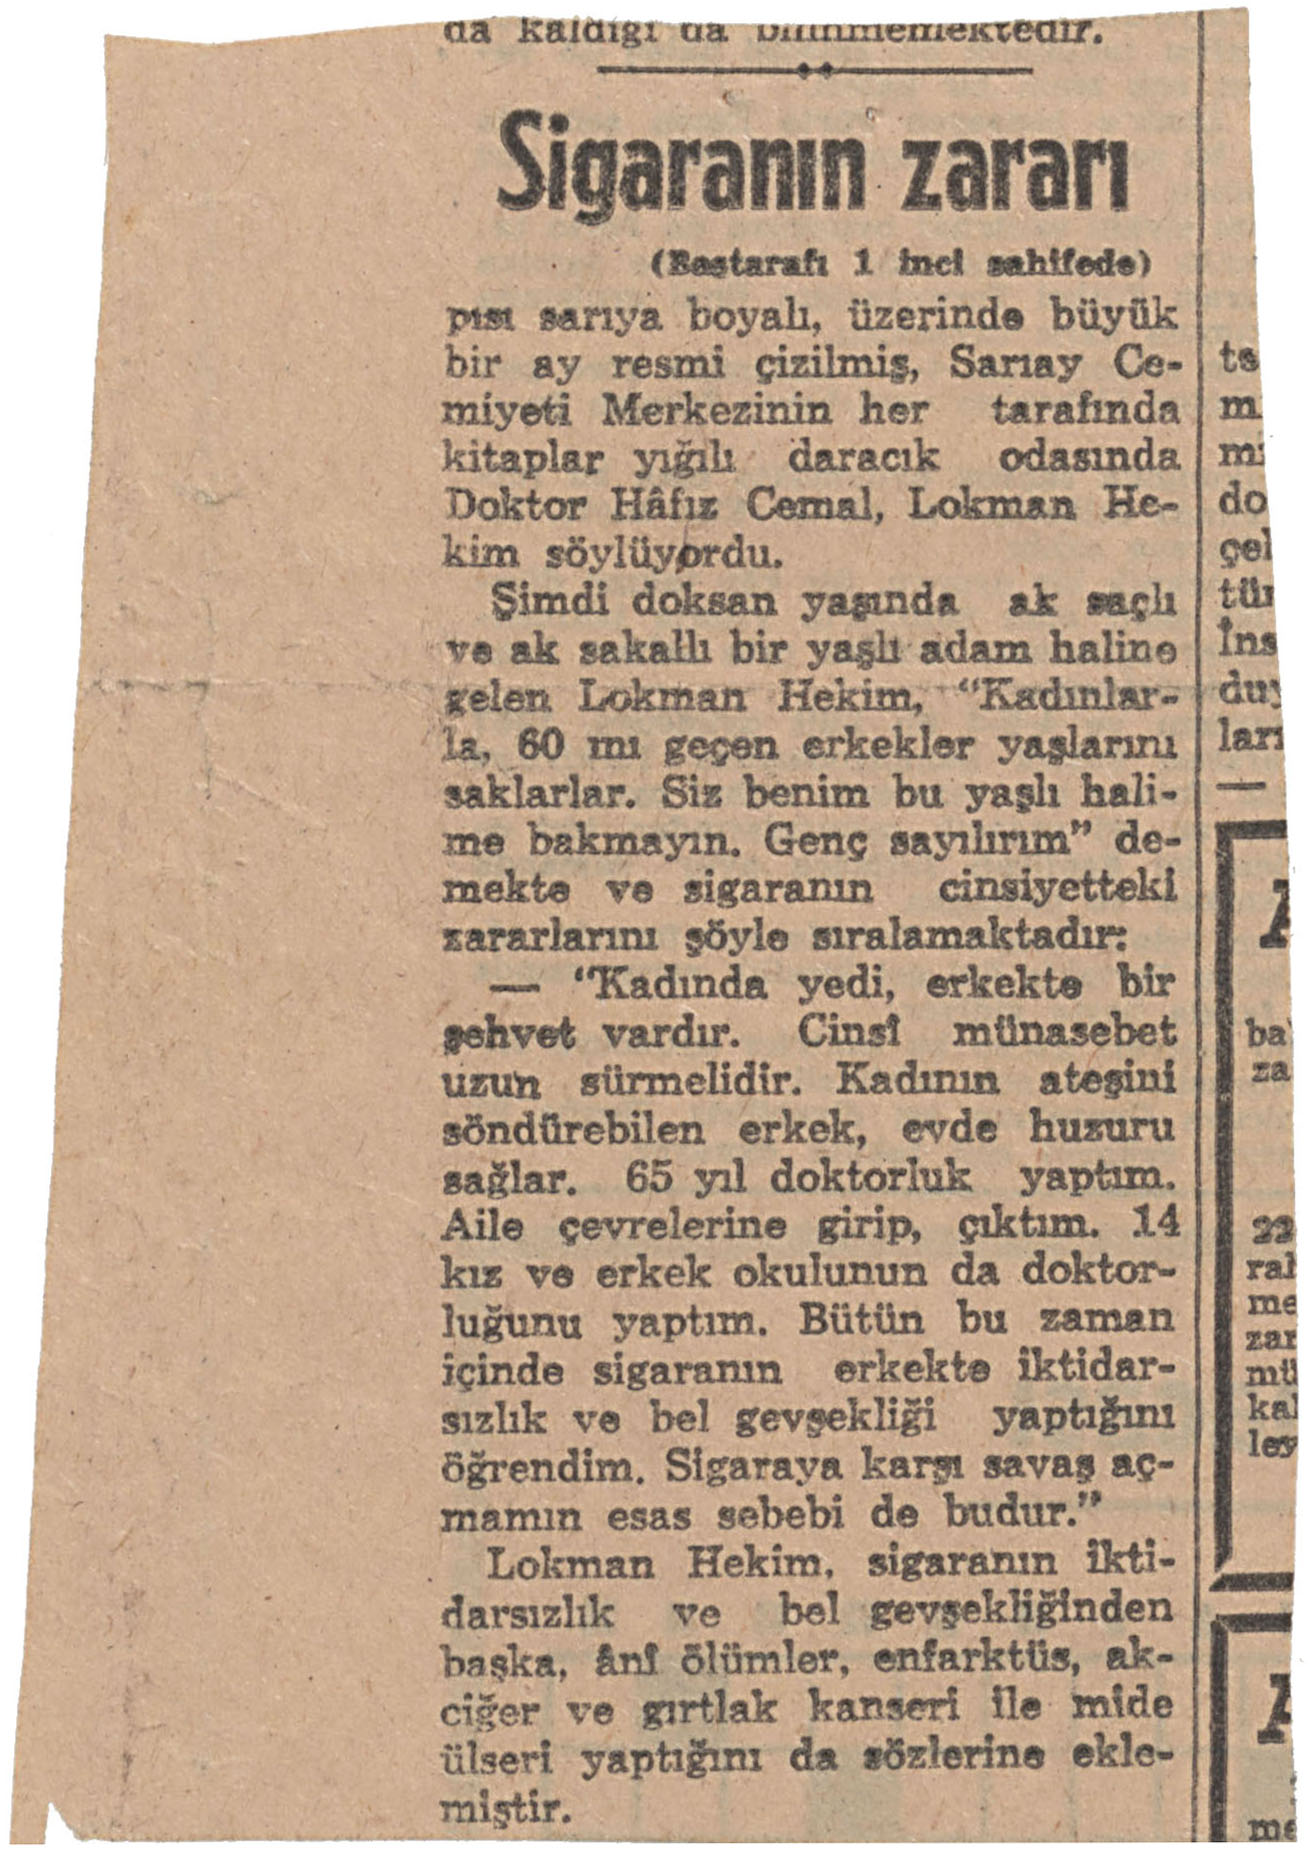 da kaldığı da bilinmemektedir.
Sigaranın zararı
(Baştarafı 1 inci sahifede)
pısı sarıya boyalı, üzerinde büyük
bir ay resmi çizilmiş, Sarıay Ce-
miyeti Merkezinin her tarafında
kitaplar yığılı daracık odasında
Doktor Hâfız Cemal, Lokman He-
kim söylüyordu.
Şimdi doksan yaşında ak saçlı
ve ak sakallı bir yaşlı adam haline
gelen Lokman Hekim, “Kadınlar-
la, 60 mı geçen erkekler yaşlarını
saklarlar. Siz benim bu yaşlı hali-
me bakmayın. Genç sayılırım” de-
mekte ve sigaranın cinsiyetteki
zararlarını şöyle sıralamaktadır:
— “Kadında yedi, erkekte bir
şehvet vardır. Cinsî münasebet
uzun sürmelidir. Kadının ateşini
söndürebilen erkek, evde huzuru
sağlar. 65 yıl doktorluk yaptım.
Aile çevrelerine girip, çıktım. 14
kız ve erkek okulunun da doktor-
luğunu yaptım. Bütün bu zaman
içinde sigaranın erkekte iktidar-
sızlık ve bel gevşekliği yaptığını
öğrendim. Sigaraya karşı savaş aç-
mamın esas sebebi de budur.”
Lokman Hekim, sigaranın ikti-
darsızlık ve bel gevşekliğinden
başka, ânî ölümler, enfarktüs, ak-
ciğer ve gırtlak kanseri ile mide
ülseri yaptığını da sözlerine ekle-
miştir.